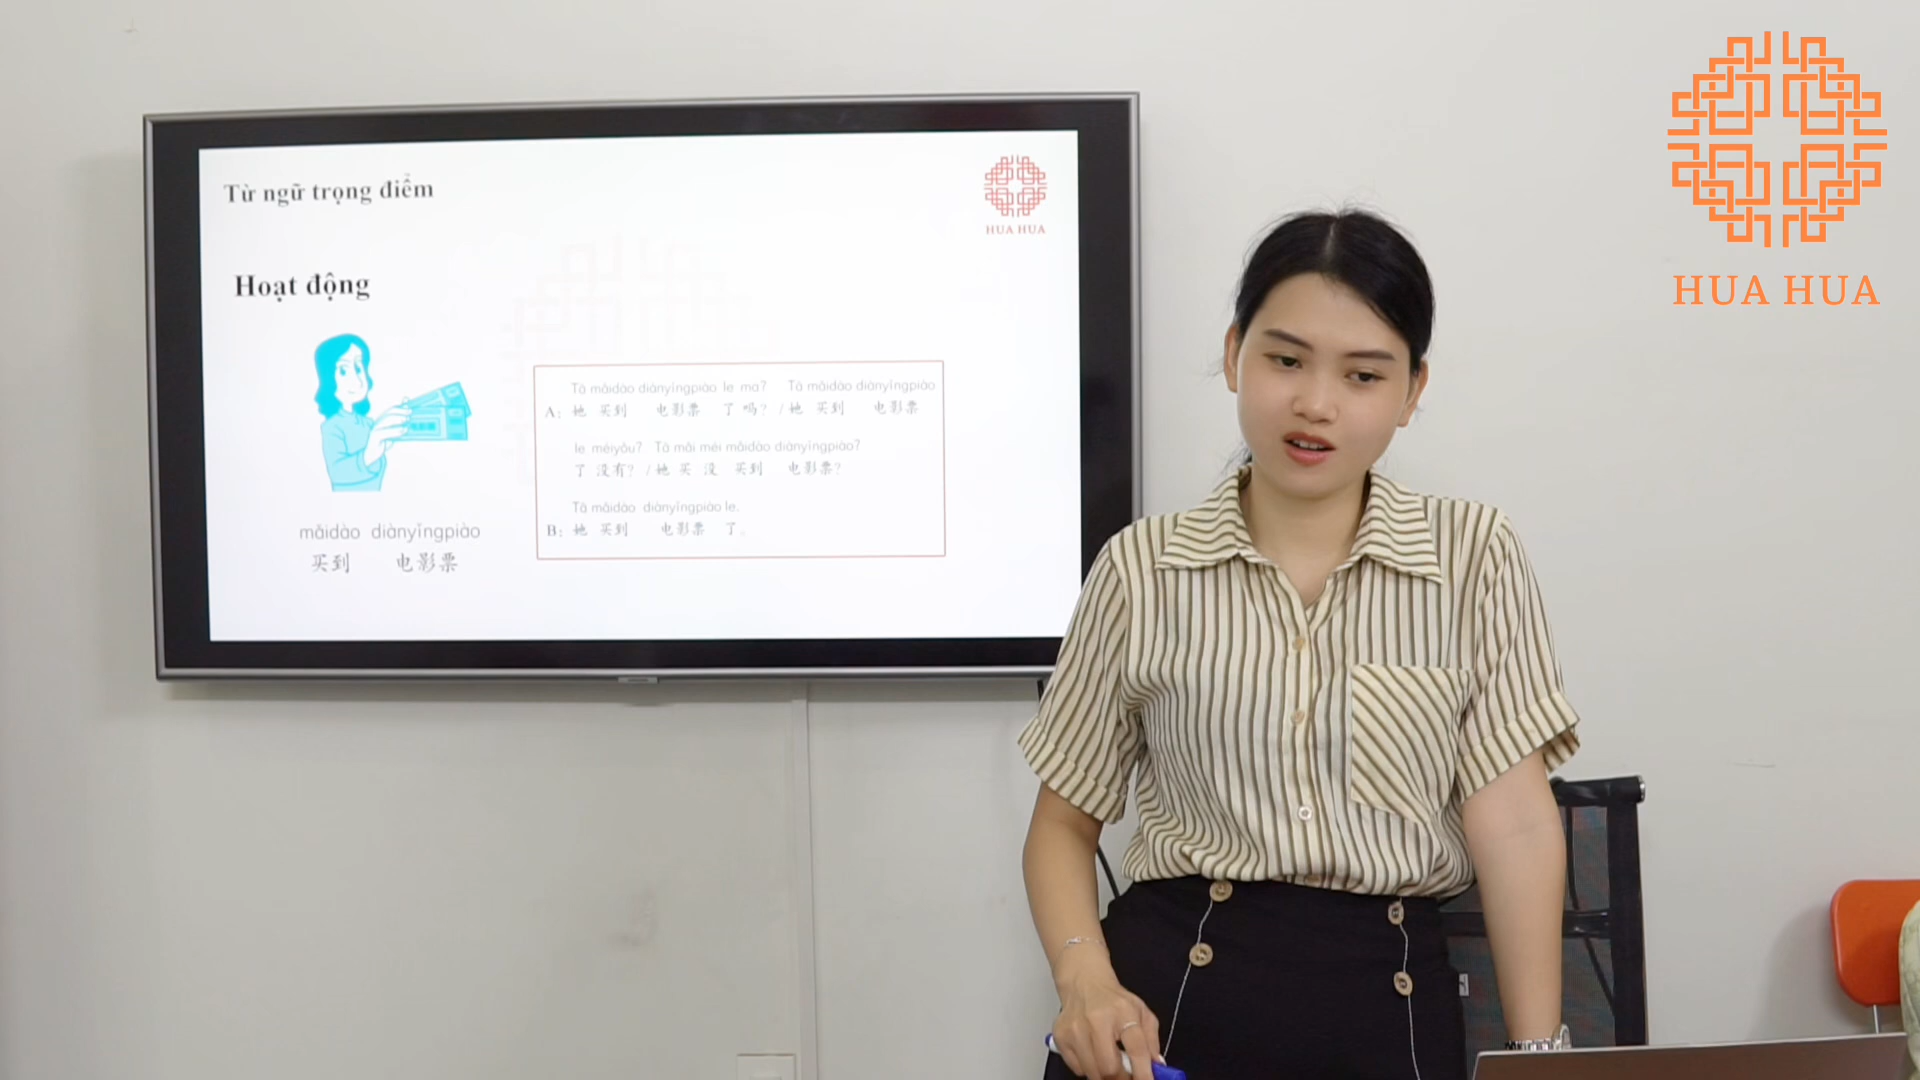 Từ ngữ trọng điểm
HUA HUA
Hoạt động
Tā mǎidào diànyǐngpiào le ma? Tā mǎidào diànyǐngpiào
A: 她 买到 电影票 了 吗? / 她 买到 电影票
le méiyǒu? Tā mǎi méi mǎidào diànyǐngpiào?
了 没有? / 她 买 没 买到 电影票?
Tā mǎidào diànyǐngpiào le.
B: 她 买到 电影票 了。
mǎidào diànyǐngpiào
买到 电影票
HUA HUA